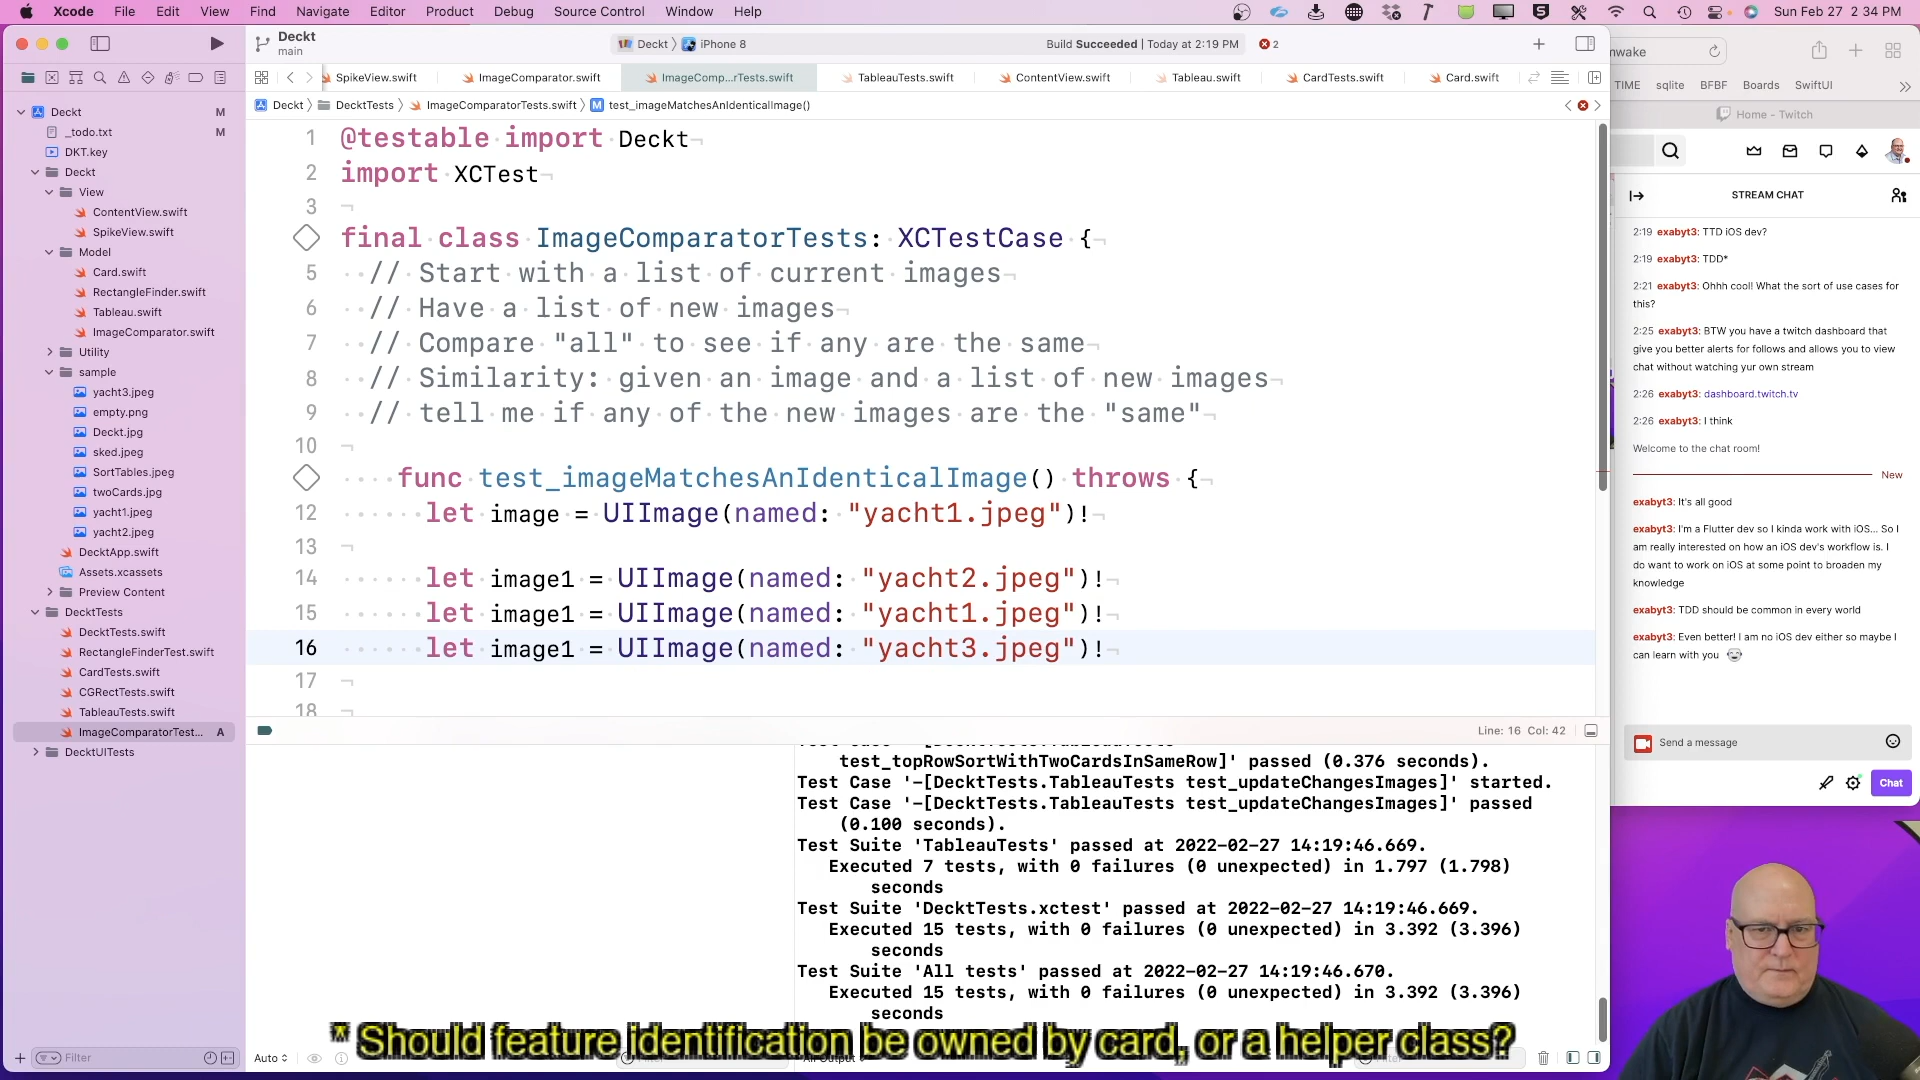 Xcode File Edit View Find Navigate Editor Product Debug Source Control Window Help
Sun Feb 27 2:34 PM
Deckt
main
Deckt
iPhone 8
Build Succeeded | Today at 2:19 PM
2
SpikeView.swift
ImageComparator.swift
ImageComp...rTests.swift
TableauTests.swift
ContentView.swift
Tableau.swift
CardTests.swift
Card.swift
Deckt
DecktTests
ImageComparatorTests.swift
M
test_imageMatchesAnIdenticalImage()
Deckt M
_todo.txt M
DKT.key
Deckt
View
ContentView.swift
SpikeView.swift
Model
Card.swift
RectangleFinder.swift
Tableau.swift
ImageComparator.swift
Utility
sample
yacht3.jpeg
empty.png
Deckt.jpg
sked.jpeg
SortTables.jpeg
twoCards.jpg
yacht1.jpeg
yacht2.jpeg
DecktApp.swift
Assets.xcassets
Preview Content
DecktTests
DecktTests.swift
RectangleFinderTest.swift
CardTests.swift
CGRectTests.swift
TableauTests.swift
ImageComparatorTest... A
DecktUITests
Filter
1 @testable import Deckt
2 import XCTest
3
final class ImageComparatorTests: XCTestCase {
5 // Start with a list of current images
6 // Have a list of new images
7 // Compare "all" to see if any are the same
8 // Similarity: given an image and a list of new images
9 // tell me if any of the new images are the "same"
10
func test_imageMatchesAnIdenticalImage() throws {
12 let image = UIImage(named: "yacht1.jpeg")!
13
14 let image1 = UIImage(named: "yacht2.jpeg")!
15 let image1 = UIImage(named: "yacht1.jpeg")!
16 let image1 = UIImage(named: "yacht3.jpeg")!
17
18
Line: 16 Col: 42
test_topRowSortWithTwoCardsInSameRow]' passed (0.376 seconds).
Test Case '-[DecktTests.TableauTests test_updateChangesImages]' started.
Test Case '-[DecktTests.TableauTests test_updateChangesImages]' passed
(0.100 seconds).
Test Suite 'TableauTests' passed at 2022-02-27 14:19:46.669.
Executed 7 tests, with 0 failures (0 unexpected) in 1.797 (1.798)
seconds
Test Suite 'DecktTests.xctest' passed at 2022-02-27 14:19:46.669.
Executed 15 tests, with 0 failures (0 unexpected) in 3.392 (3.396)
seconds
Test Suite 'All tests' passed at 2022-02-27 14:19:46.670.
Executed 15 tests, with 0 failures (0 unexpected) in 3.392 (3.396)
seconds
* Should feature identification be owned by card, or a helper class?
Auto
nwake
TIME sqlite BFBF Boards SwiftUI
Home - Twitch
STREAM CHAT
2:19 exabyt3: TTD iOS dev?
2:19 exabyt3: TDD*
2:21 exabyt3: Ohhh cool! What the sort of use cases for
this?
2:25 exabyt3: BTW you have a twitch dashboard that
give you better alerts for follows and allows you to view
chat without watching yur own stream
2:26 exabyt3: dashboard.twitch.tv
2:26 exabyt3: I think
Welcome to the chat room!
New
exabyt3: It's all good
exabyt3: I'm a Flutter dev so I kinda work with iOS... So I
am really interested on how an iOS dev's workflow is. I
do want to work on iOS at some point to broaden my
knowledge
exabyt3: TDD should be common in every world
exabyt3: Even better! I am no iOS dev either so maybe I
can learn with you
Send a message
Chat